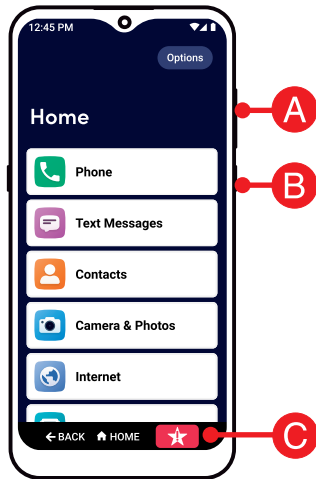 12:45 PM
Options
Home
A
Phone
B
Text Messages
Contacts
Camera & Photos
Internet
BACK HOME
C